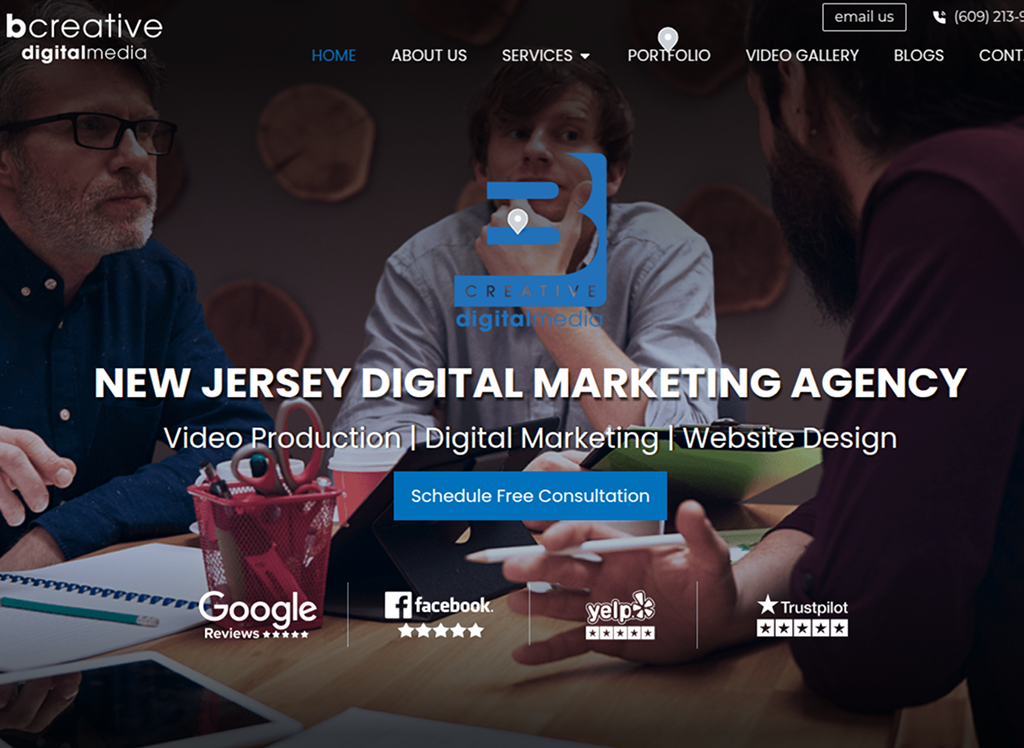 bcreative
digitalmedia
email us
(609) 213-9
HOME
ABOUT US
SERVICES
PORTFOLIO
VIDEO GALLERY
BLOGS
CONT
CREATIVE
digitalmedia
NEW JERSEY DIGITAL MARKETING AGENCY
Video Production | Digital Marketing | Website Design
Schedule Free Consultation
Google
Reviews
facebook.
yelp
Trustpilot